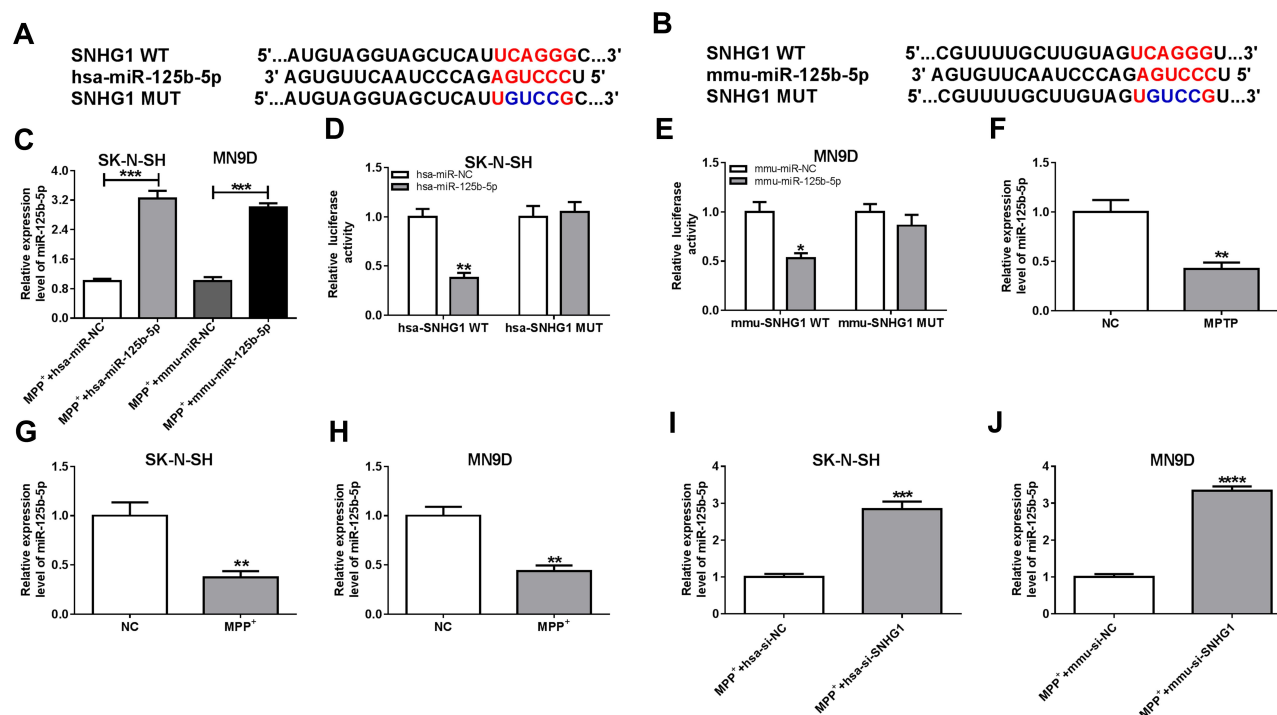 A
SNHG1 WT 5'...AUGUAGGUAGCUCAUUCAGGGC...3'
hsa-miR-125b-5p 3' AGUGUUCAAUCCCAGAGUCCCU 5'
SNHG1 MUT 5'...AUGUAGGUAGCUCAUUGUCCGC...3'
B
SNHG1 WT 5'...CGUUUUGCUUGUAGUCAGGGU...3'
mmu-miR-125b-5p 3' AGUGUUCAAUCCCAGAGUCCCU 5'
SNHG1 MUT 5'...CGUUUUGCUUGUAGUGUCCGU...3'
C
SK-N-SH MN9D
Relative expression
level of miR-125b-5p
4.0
3.2
2.4
1.6
0.8
0.0
*** ***
MPP++hsa-miR-NC
MPP++hsa-miR-125b-5p
MPP++mmu-miR-NC
MPP++mmu-miR-125b-5p
D
SK-N-SH
hsa-miR-NC
hsa-miR-125b-5p
Relative luciferase
activity
1.5
1.0
0.5
0.0
**
hsa-SNHG1 WT hsa-SNHG1 MUT
E
MN9D
mmu-miR-NC
mmu-miR-125b-5p
Relative luciferase
activity
1.5
1.0
0.5
0.0
*
mmu-SNHG1 WT mmu-SNHG1 MUT
F
Relative expression
level of miR-125b-5p
1.5
1.0
0.5
0.0
**
NC MPTP
G
SK-N-SH
Relative expression
level of miR-125b-5p
1.5
1.0
0.5
0.0
**
NC MPP+
H
MN9D
Relative expression
level of miR-125b-5p
1.5
1.0
0.5
0.0
**
NC MPP+
I
SK-N-SH
Relative expression
level of miR-125b-5p
4
3
2
1
0
***
MPP++hsa-si-NC
MPP++hsa-si-SNHG1
J
MN9D
Relative expression
level of miR-125b-5p
4
3
2
1
0
****
MPP++mmu-si-NC
MPP++mmu-si-SNHG1